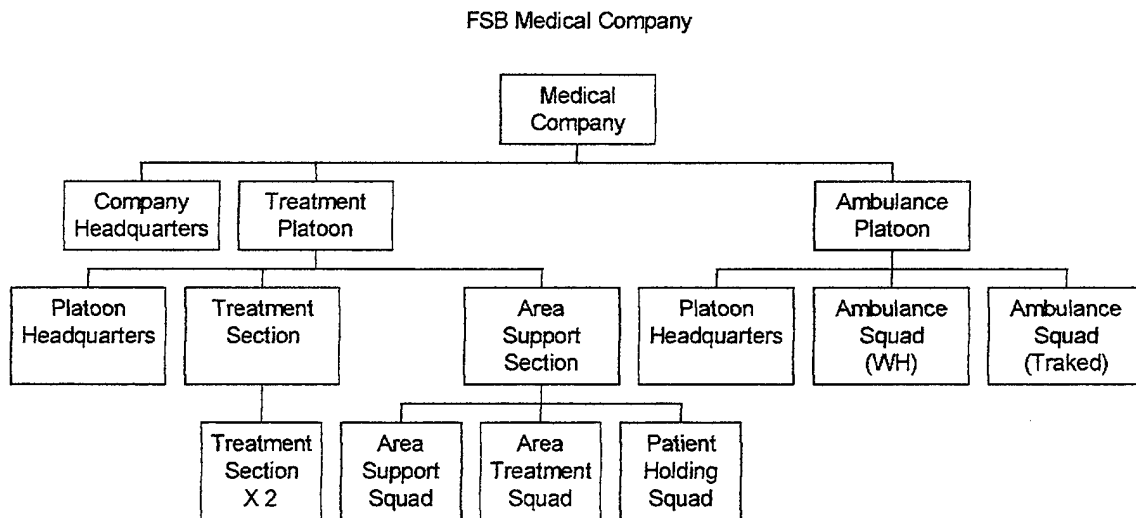 FSB Medical Company
Medical
Company
Company
Headquarters
Treatment
Platoon
Ambulance
Platoon
Platoon
Headquarters
Treatment
Section
Area
Support
Section
Platoon
Headquarters
Ambulance
Squad
(WH)
Ambulance
Squad
(Traked)
Treatment
Section
X 2
Area
Support
Squad
Area
Treatment
Squad
Patient
Holding
Squad